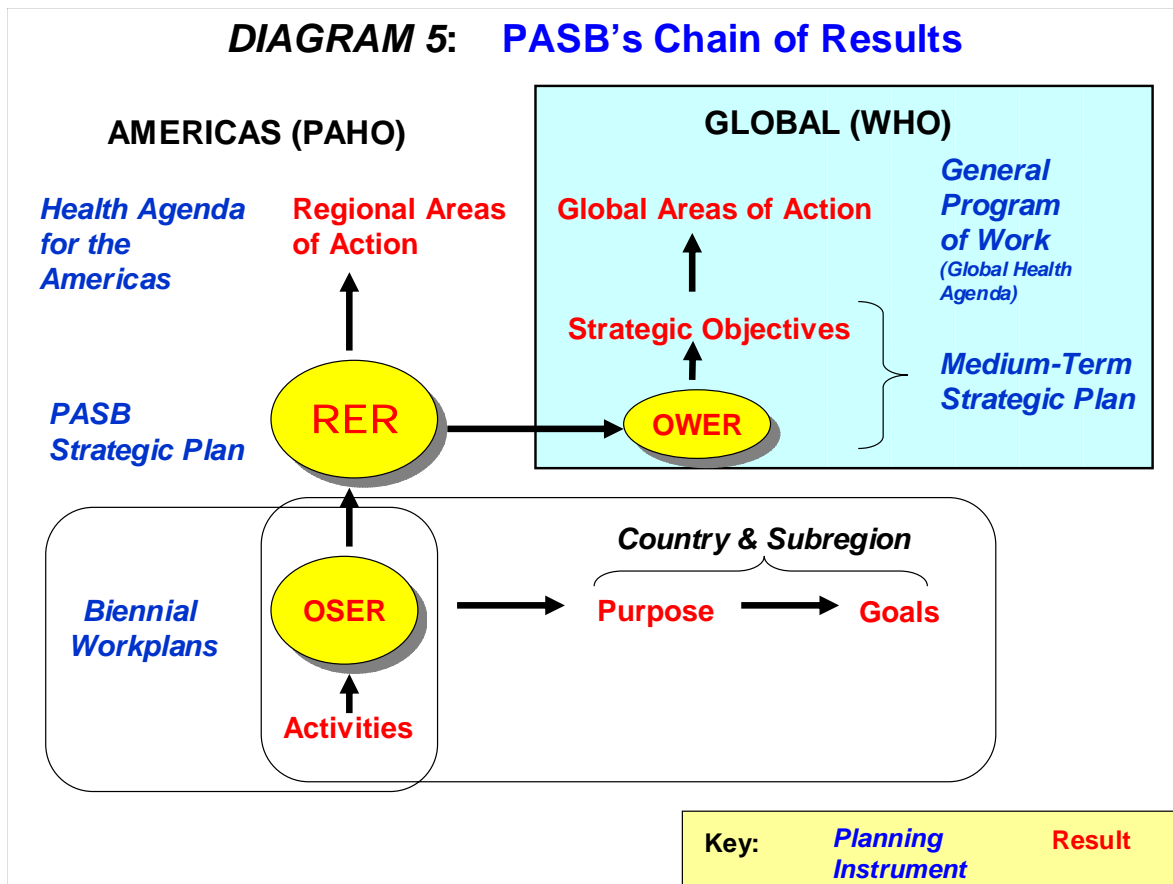 DIAGRAM 5: PASB's Chain of Results
AMERICAS (PAHO)
GLOBAL (WHO)
Health Agenda
for the
Americas
Regional Areas
of Action
Global Areas of Action
General
Program
of Work
(Global Health
Agenda)
Strategic Objectives
Medium-Term
Strategic Plan
PASB
Strategic Plan
RER
OWER
Country & Subregion
Biennial
Workplans
OSER
Purpose
Goals
Activities
Key:
Planning
Instrument
Result